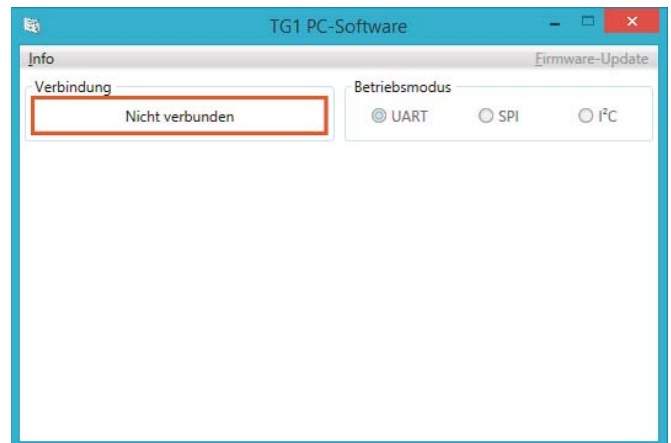 TG1 PC-Software
Info
Firmware-Update
Verbindung
Betriebsmodus
Nicht verbunden
UART
SPI
I²C